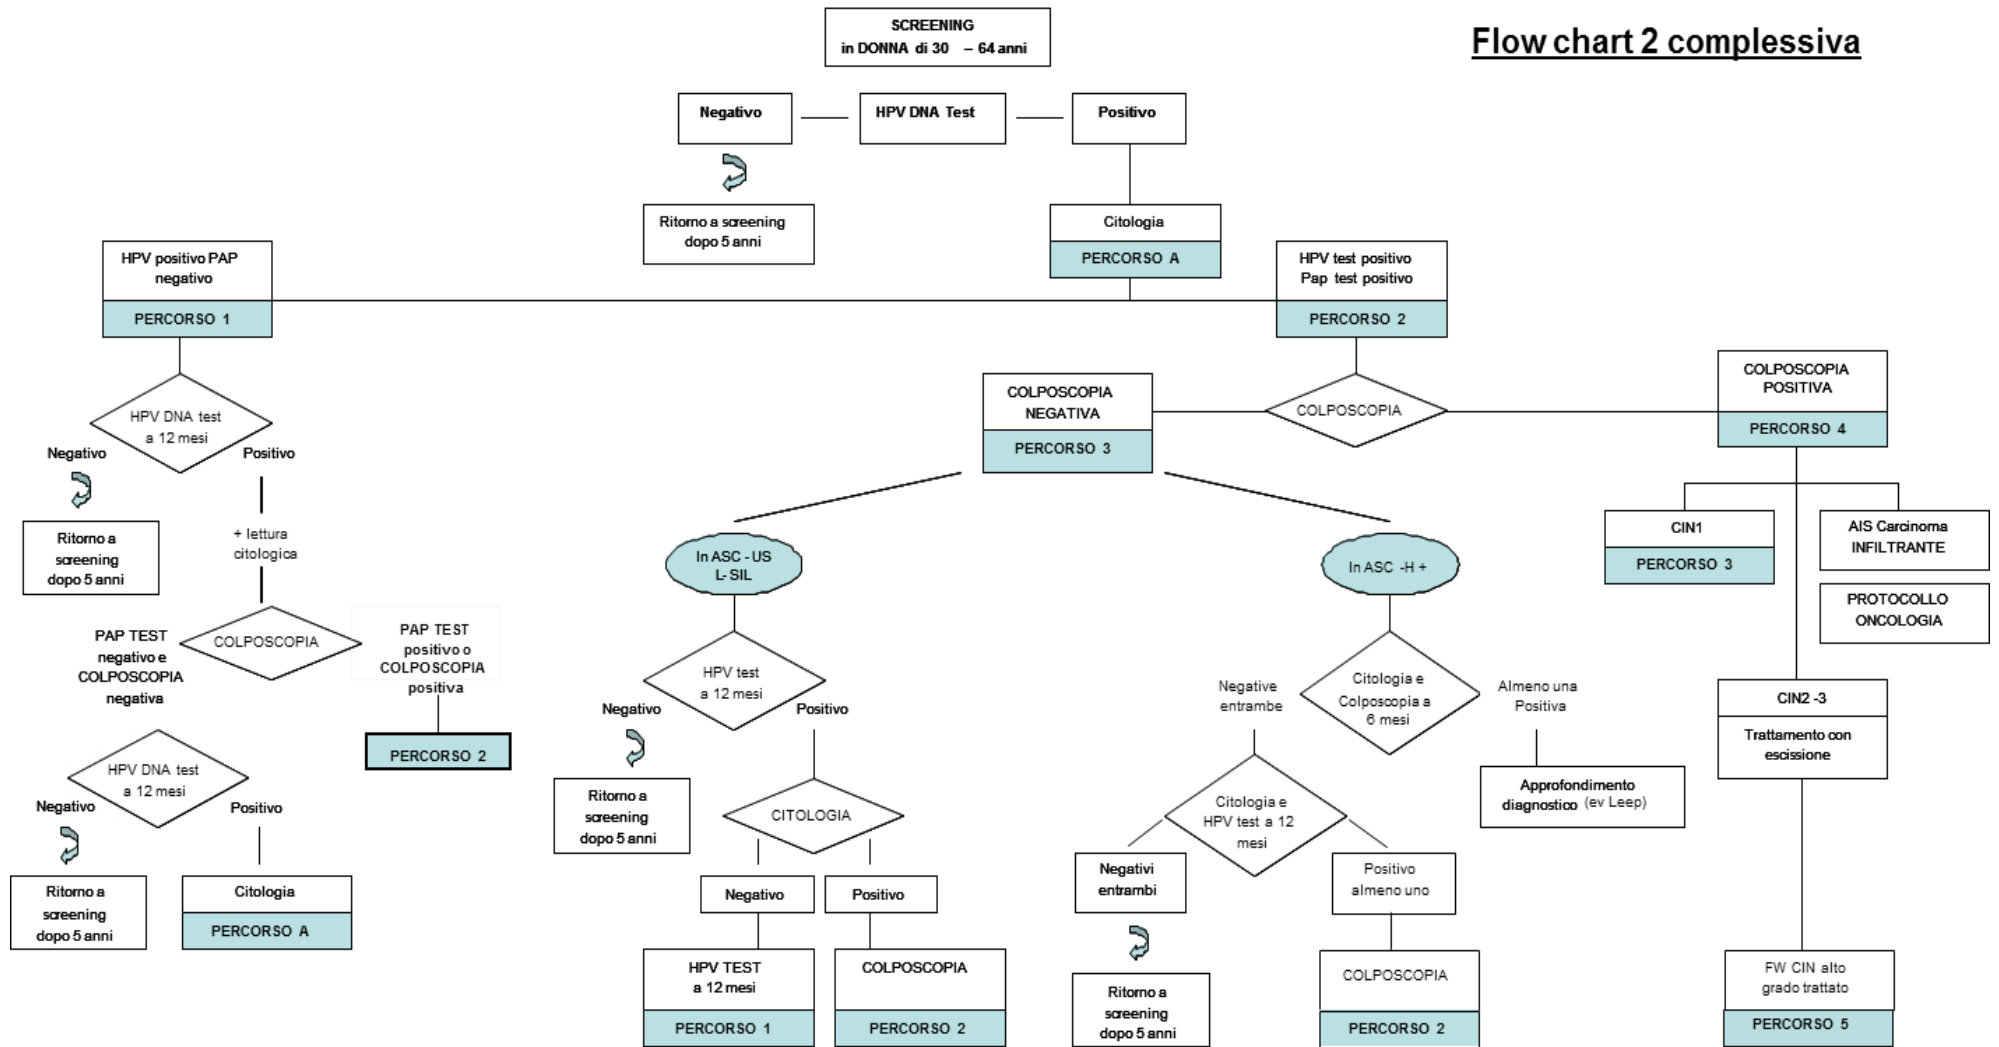 Flow chart 2 complessiva
SCREENING
in DONNA di 30 – 64 anni
Negativo
HPV DNA Test
Positivo
Ritorno a screening
dopo 5 anni
Citologia
PERCORSO A
HPV positivo PAP
negativo
PERCORSO 1
HPV test positivo
Pap test positivo
PERCORSO 2
HPV DNA test
a 12 mesi
Negativo
Positivo
Ritorno a
screening
dopo 5 anni
+ lettura
citologica
COLPOSCOPIA
PAP TEST
negativo e
COLPOSCOPIA
negativa
PAP TEST
positivo o
COLPOSCOPIA
positiva
PERCORSO 2
HPV DNA test
a 12 mesi
Negativo
Positivo
Ritorno a
screening
dopo 5 anni
Citologia
PERCORSO A
COLPOSCOPIA
NEGATIVA
PERCORSO 3
COLPOSCOPIA
COLPOSCOPIA
POSITIVA
PERCORSO 4
In ASC - US
L- SIL
HPV test
a 12 mesi
Negativo
Positivo
Ritorno a
screening
dopo 5 anni
CITOLOGIA
Negativo
Positivo
HPV TEST
a 12 mesi
PERCORSO 1
COLPOSCOPIA
PERCORSO 2
In ASC -H +
Citologia e
Colposcopia a
6 mesi
Negative
entrambe
Almeno una
Positiva
Approfondimento
diagnostico (ev Leep)
Citologia e
HPV test a 12
mesi
Negativi
entrambi
Positivo
almeno uno
Ritorno a
screening
dopo 5 anni
COLPOSCOPIA
PERCORSO 2
CIN1
PERCORSO 3
AIS Carcinoma
INFILTRANTE
PROTOCOLLO
ONCOLOGIA
CIN2 -3
Trattamento con
escissione
FW CIN alto
grado trattato
PERCORSO 5